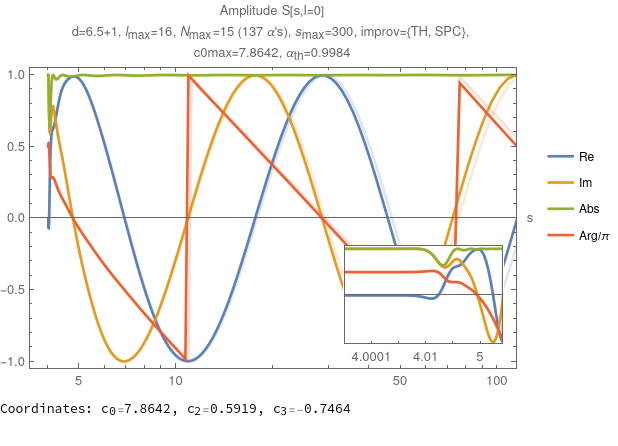 Amplitude S[s,l=0]
d=6.5+1, lmax=16, Nmax=15 (137 α's), smax=300, improv={TH, SPC},
c0max=7.8642, αth=0.9984
1.0
0.5
0.0
−0.5
−1.0
5
10
50
100
s
4.0001
4.01
5
Re
Im
Abs
Arg/π
Coordinates: c0=7.8642, c2=0.5919, c3=−0.7464